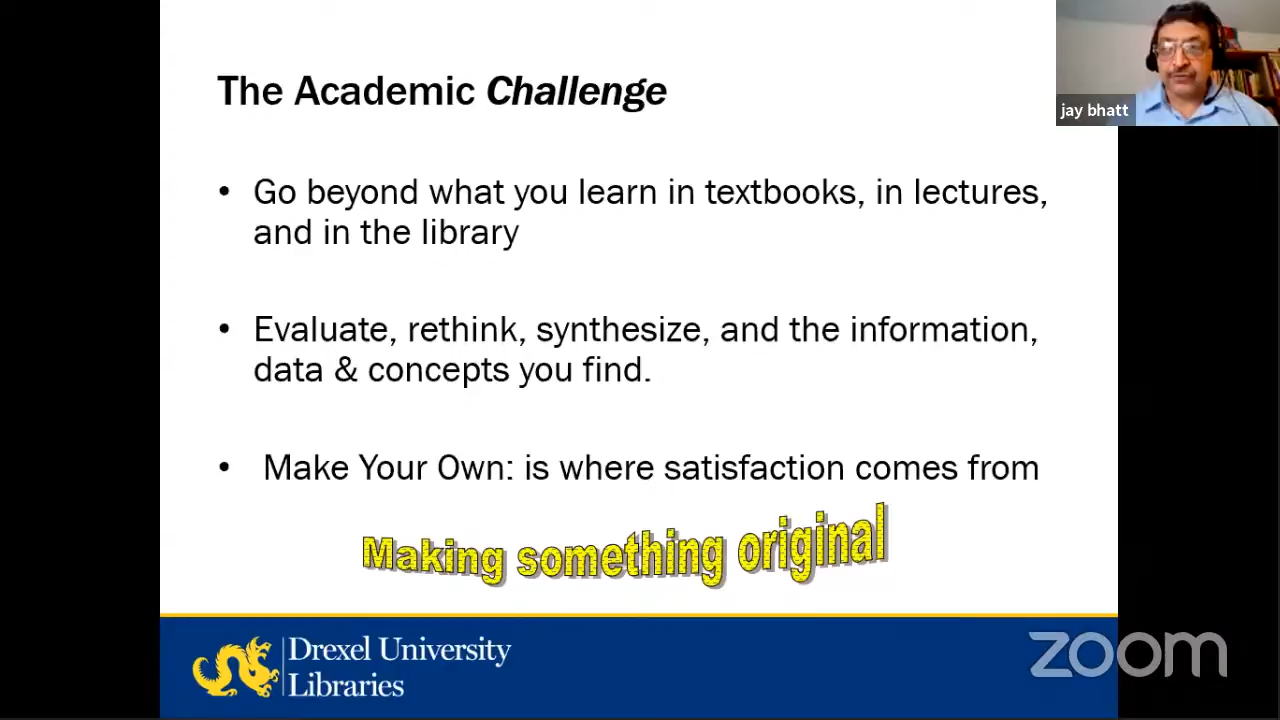 The Academic Challenge
jay bhatt
• Go beyond what you learn in textbooks, in lectures,
and in the library
• Evaluate, rethink, synthesize, and the information,
data & concepts you find.
• Make Your Own: is where satisfaction comes from
Making something original
Drexel University
Libraries
zoom